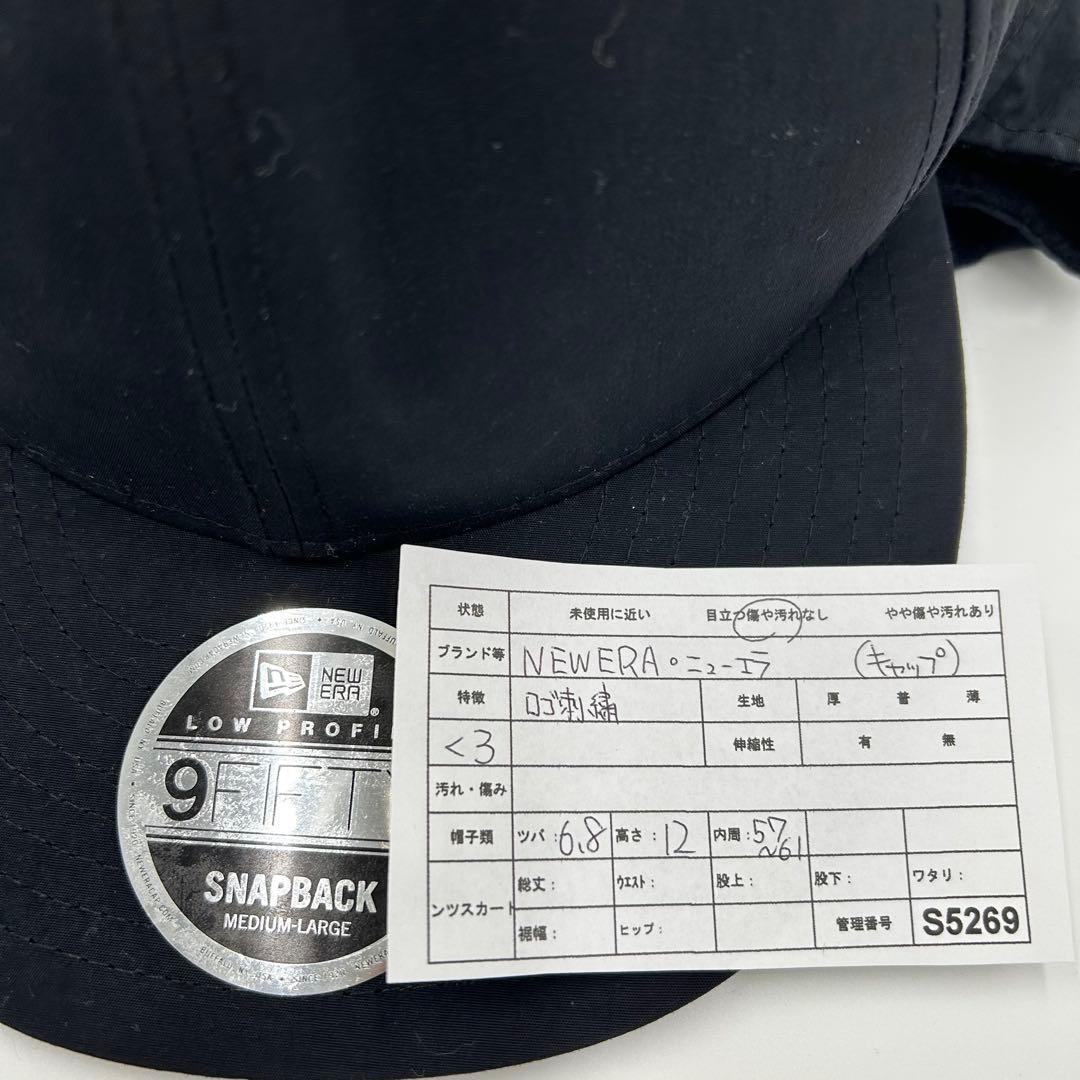 NEW ERA
LOW PROFI
9FIFTY
SNAPBACK
MEDIUM-LARGE
状態 未使用に近い 目立つ傷や汚れなし やや傷や汚れあり
ブランド等 NEWERA・ニューエラ (キャップ)
特徴 ロゴ刺繍 生地 厚 普 薄
<3 伸縮性 有 無
汚れ・傷み
帽子類 ツバ:6.8 高さ:12 内周:57~61
総丈: ウエスト: 股上: 股下: ワタリ:
ンツスカート
裾幅: ヒップ: 管理番号 S5269